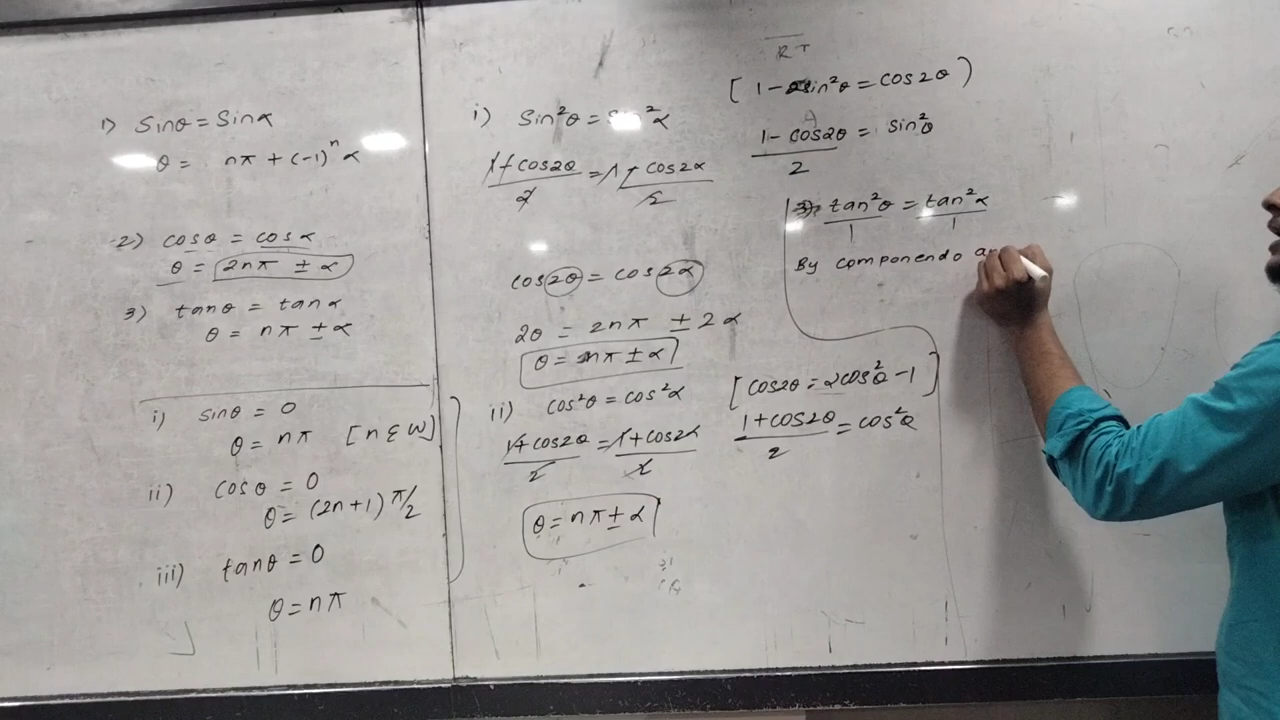 1) Sinθ = Sinα
θ = nπ + (-1)ⁿ α
2) cosθ = cosα
θ = 2nπ ± α
3) tanθ = tanα
θ = nπ ± α
i) sinθ = 0
θ = nπ [n ε W]
ii) cosθ = 0
θ = (2n+1) π/2
iii) tanθ = 0
θ = nπ
i) Sin²θ = Sin²α
1 - cos2θ / 2 = 1 - cos2α / 2
cos2θ = cos2α
2θ = 2nπ ± 2α
θ = nπ ± α
ii) cos²θ = cos²α
1 + cos2θ / 2 = 1 + cos2α / 2
θ = nπ ± α
RT
[ 1 - 2sin²θ = cos2θ )
1 - cos2θ / 2 = sin²θ
3) tan²θ / 1 = tan²α / 1
By componendo
[cos2θ = 2cos²θ - 1]
1 + cos2θ / 2 = cos²θ